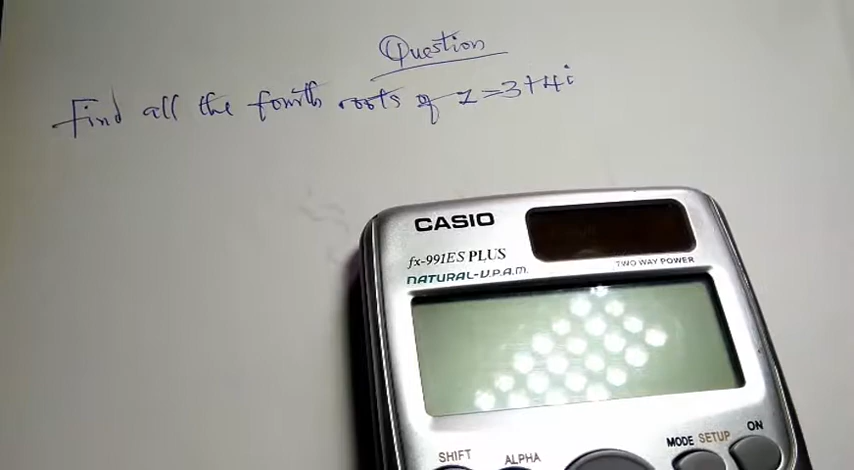 Question
Find all the fourth roots of z=3+4i
CASIO
fx-991ES PLUS
NATURAL-V.P.A.M.
TWO WAY POWER
SHIFT
ALPHA
MODE SETUP
ON